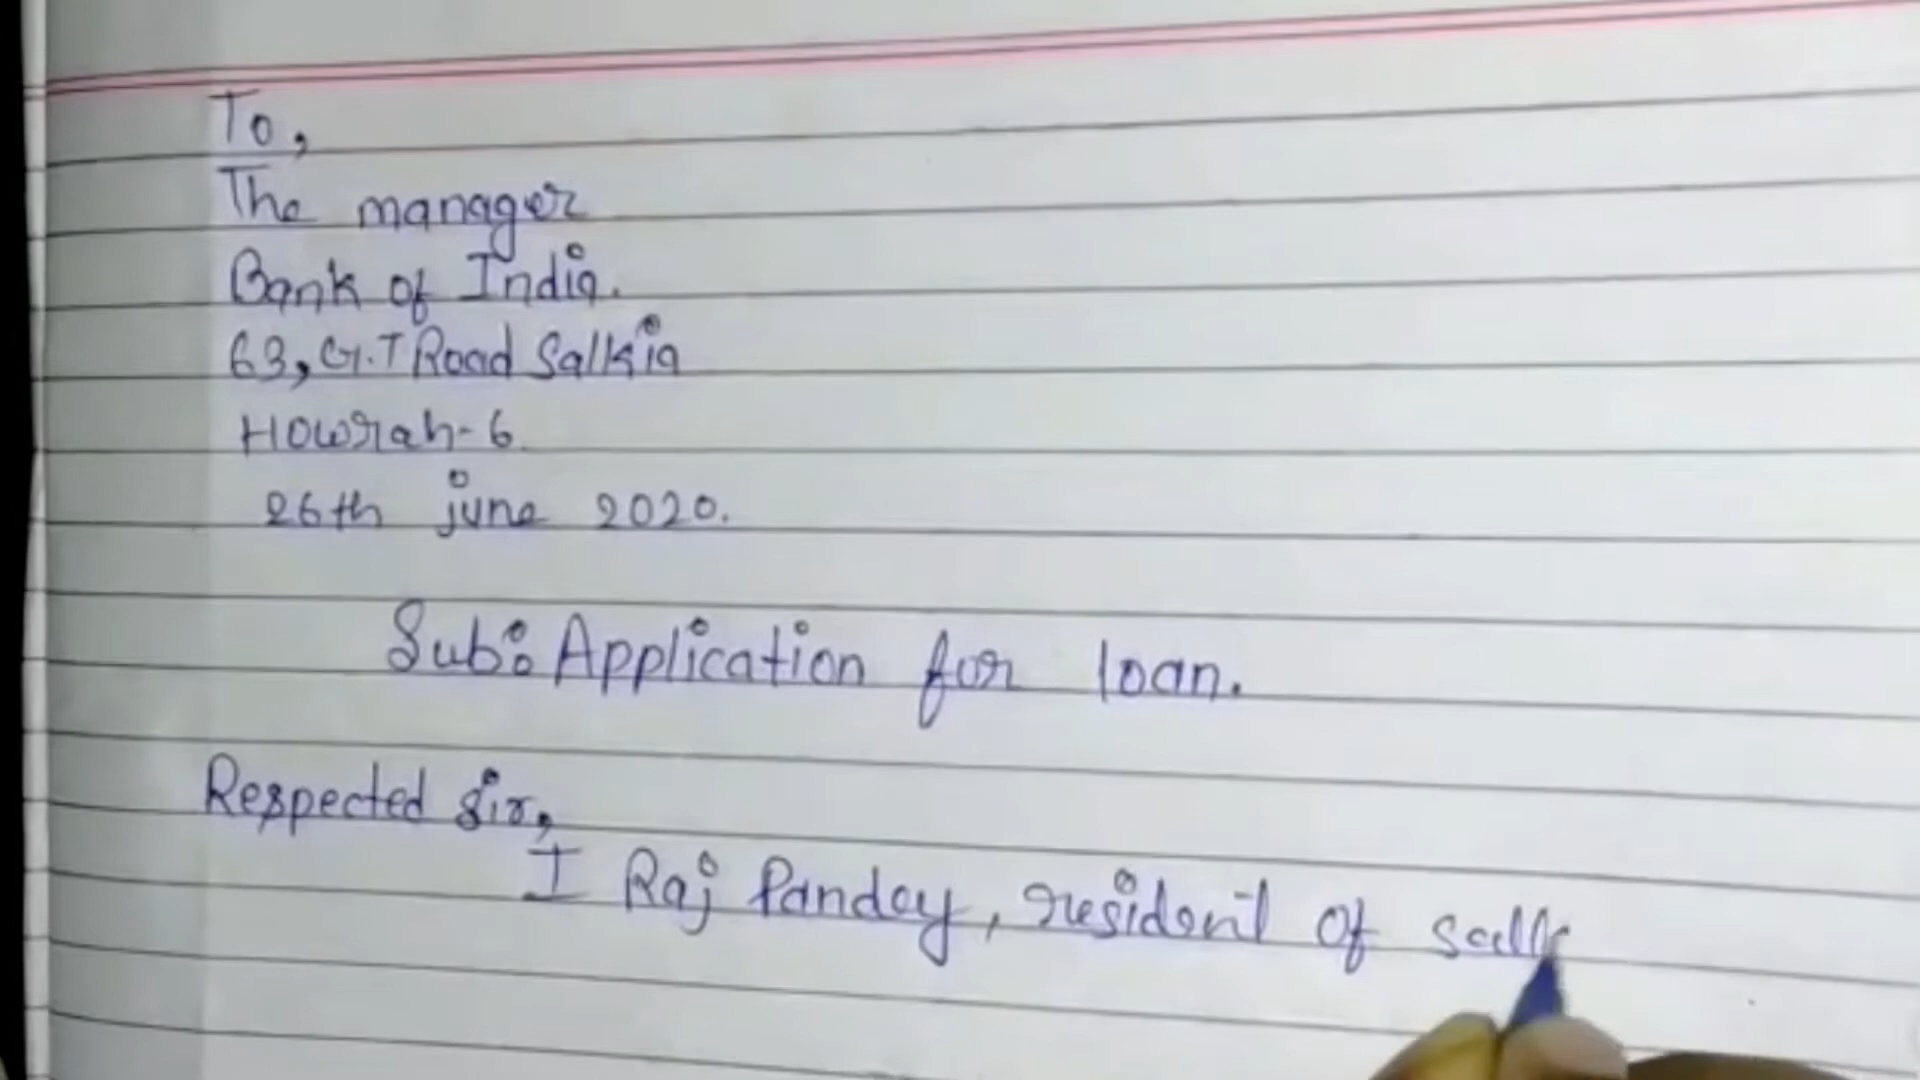 To,
The manager
Bank of India.
63, G.T Road Salkia
Howrah-6.
26th june 2020.
Sub: Application for loan.
Respected Sir,
I Raj Pandey, resident of